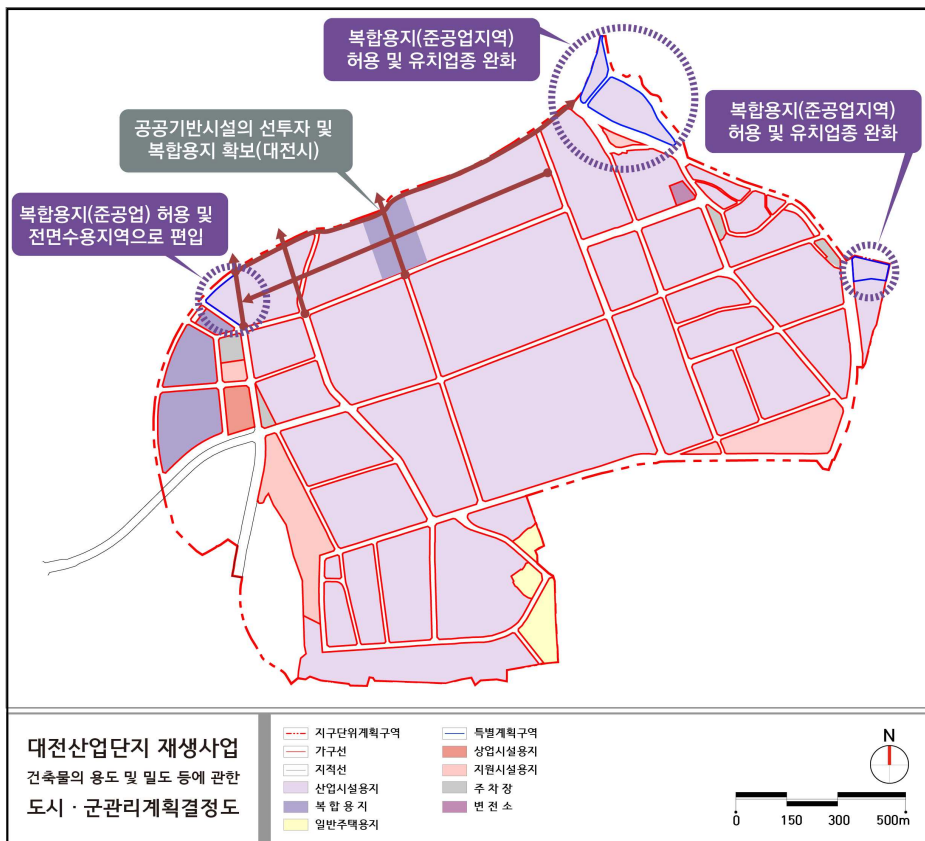 복합용지(준공업지역)
허용 및 유치업종 완화
복합용지(준공업지역)
허용 및 유치업종 완화
공공기반시설의 선투자 및
복합용지 확보(대전시)
복합용지(준공업) 허용 및
전면수용지역으로 편입
대전산업단지 재생사업
건축물의 용도 및 밀도 등에 관한
도시·군관리계획결정도
지구단위계획구역
가구선
지적선
산업시설용지
복합용지
일반주택용지
특별계획구역
상업시설용지
지원시설용지
주차장
변전소
N
0 150 300 500m